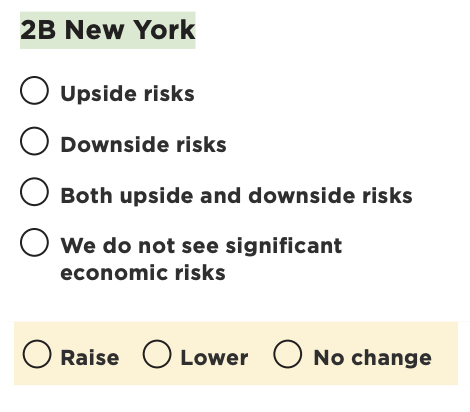 2B New York
Upside risks
Downside risks
Both upside and downside risks
We do not see significant
economic risks
Raise Lower No change